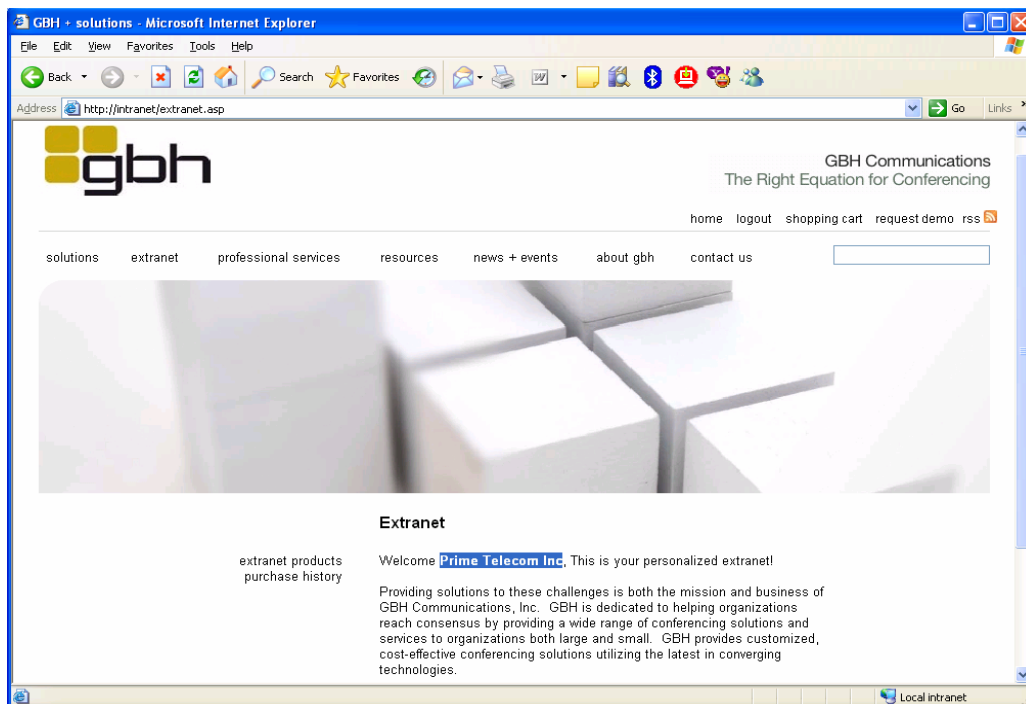 GBH + solutions - Microsoft Internet Explorer
File Edit View Favorites Tools Help
Back Search Favorites
Address http://intranet/extranet.asp Go Links
gbh
GBH Communications
The Right Equation for Conferencing
home logout shopping cart request demo rss
solutions extranet professional services resources news + events about gbh contact us
Extranet
extranet products
purchase history
Welcome Prime Telecom Inc, This is your personalized extranet!
Providing solutions to these challenges is both the mission and business of
GBH Communications, Inc. GBH is dedicated to helping organizations
reach consensus by providing a wide range of conferencing solutions and
services to organizations both large and small. GBH provides customized,
cost-effective conferencing solutions utilizing the latest in converging
technologies.
Local intranet